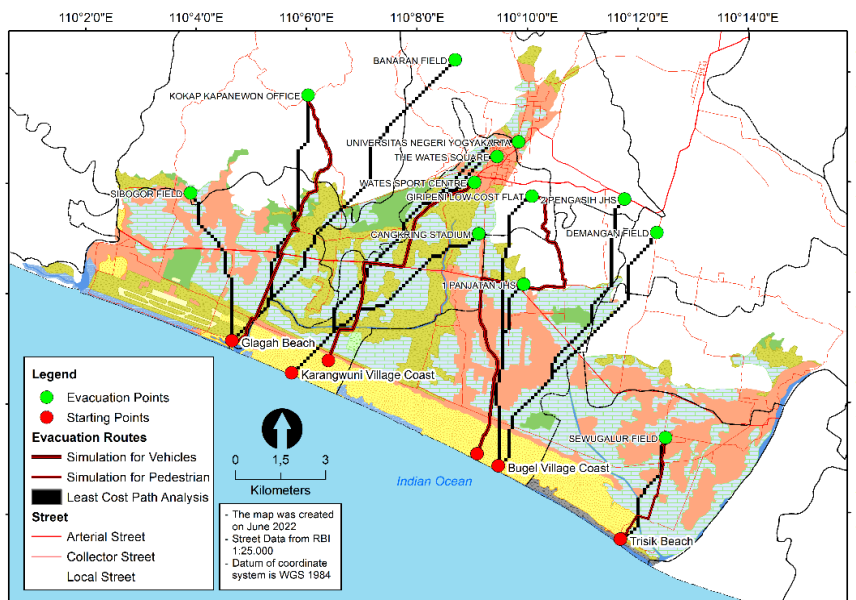 110°2'0"E 110°4'0"E 110°6'0"E 110°8'0"E 110°10'0"E 110°12'0"E 110°14'0"E
BANARAN FIELD
KOKAP KAPANEWON OFFICE
UNIVERSITAS NEGERI YOGYAKARTA
THE WATES SQUARE
WATES SPORT CENTRE
SIBOGOR FIELD
GIRIPENI LOW COST FLAT
2 PENGASIH JHS
CANGKRING STADIUM
DEMANGAN FIELD
1 PANJATAN JHS
Glagah Beach
Karangwuni Village Coast
SEWUGALUR FIELD
Bugel Village Coast
Indian Ocean
Trisik Beach
Legend
Evacuation Points
Starting Points
Evacuation Routes
Simulation for Vehicles
Simulation for Pedestrian
Least Cost Path Analysis
Street
Arterial Street
Collector Street
Local Street
0 1,5 3
Kilometers
- The map was created
on June 2022
- Street Data from RBI
1:25.000
- Datum of coordinate
system is WGS 1984